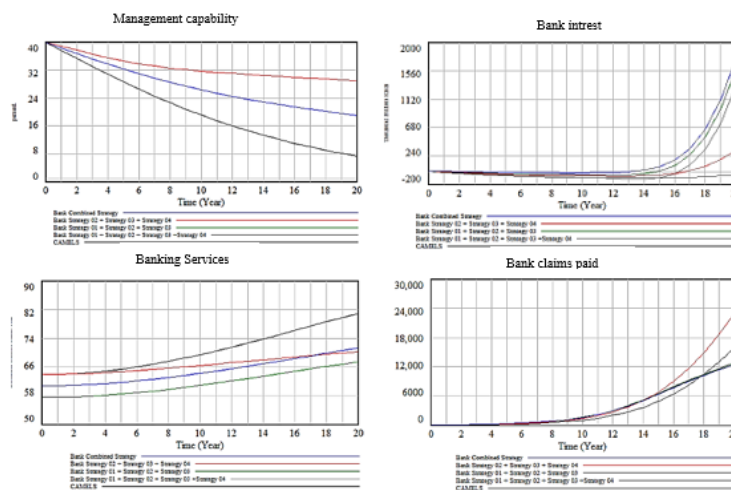 Management capability
40
32
24
16
8
0
0 2 4 6 8 10 12 14 16 18 20
Time (Year)
Bank Combined Strategy
Bank Strategy 02 + Strategy 03 + Strategy 04
Bank Strategy 01 + Strategy 02 + Strategy 03
Bank Strategy 01 - Strategy 02 - Strategy 03 -Strategy 04
CAMELS
Bank intrest
2000
1560
1120
680
240
-200
0 2 4 6 8 10 12 14 16 18 2
Time (Year)
Bank Combined Strategy
Bank Strategy 02 + Strategy 03 + Strategy 04
Bank Strategy 01 + Strategy 02 + Strategy 03
Bank Strategy 01 + Strategy 02 + Strategy 03 +Strategy 04
CAMELS
Banking Services
90
82
74
66
58
50
0 2 4 6 8 10 12 14 16 18 20
Time (Year)
Bank Combined Strategy
Bank Strategy 02 - Strategy 03 - Strategy 04
Bank Strategy 01 + Strategy 02 + Strategy 03
Bank Strategy 01 + Strategy 02 + Strategy 03 +Strategy 04
CAMELS
Bank claims paid
30,000
24,000
18,000
12,000
6000
0
0 2 4 6 8 10 12 14 16 18 2
Time (Year)
Bank Combined Strategy
Bank Strategy 02 + Strategy 03 + Strategy 04
Bank Strategy 01 + Strategy 02 + Strategy 03
Bank Strategy 01 + Strategy 02 + Strategy 03 +Strategy 04
CAMELS